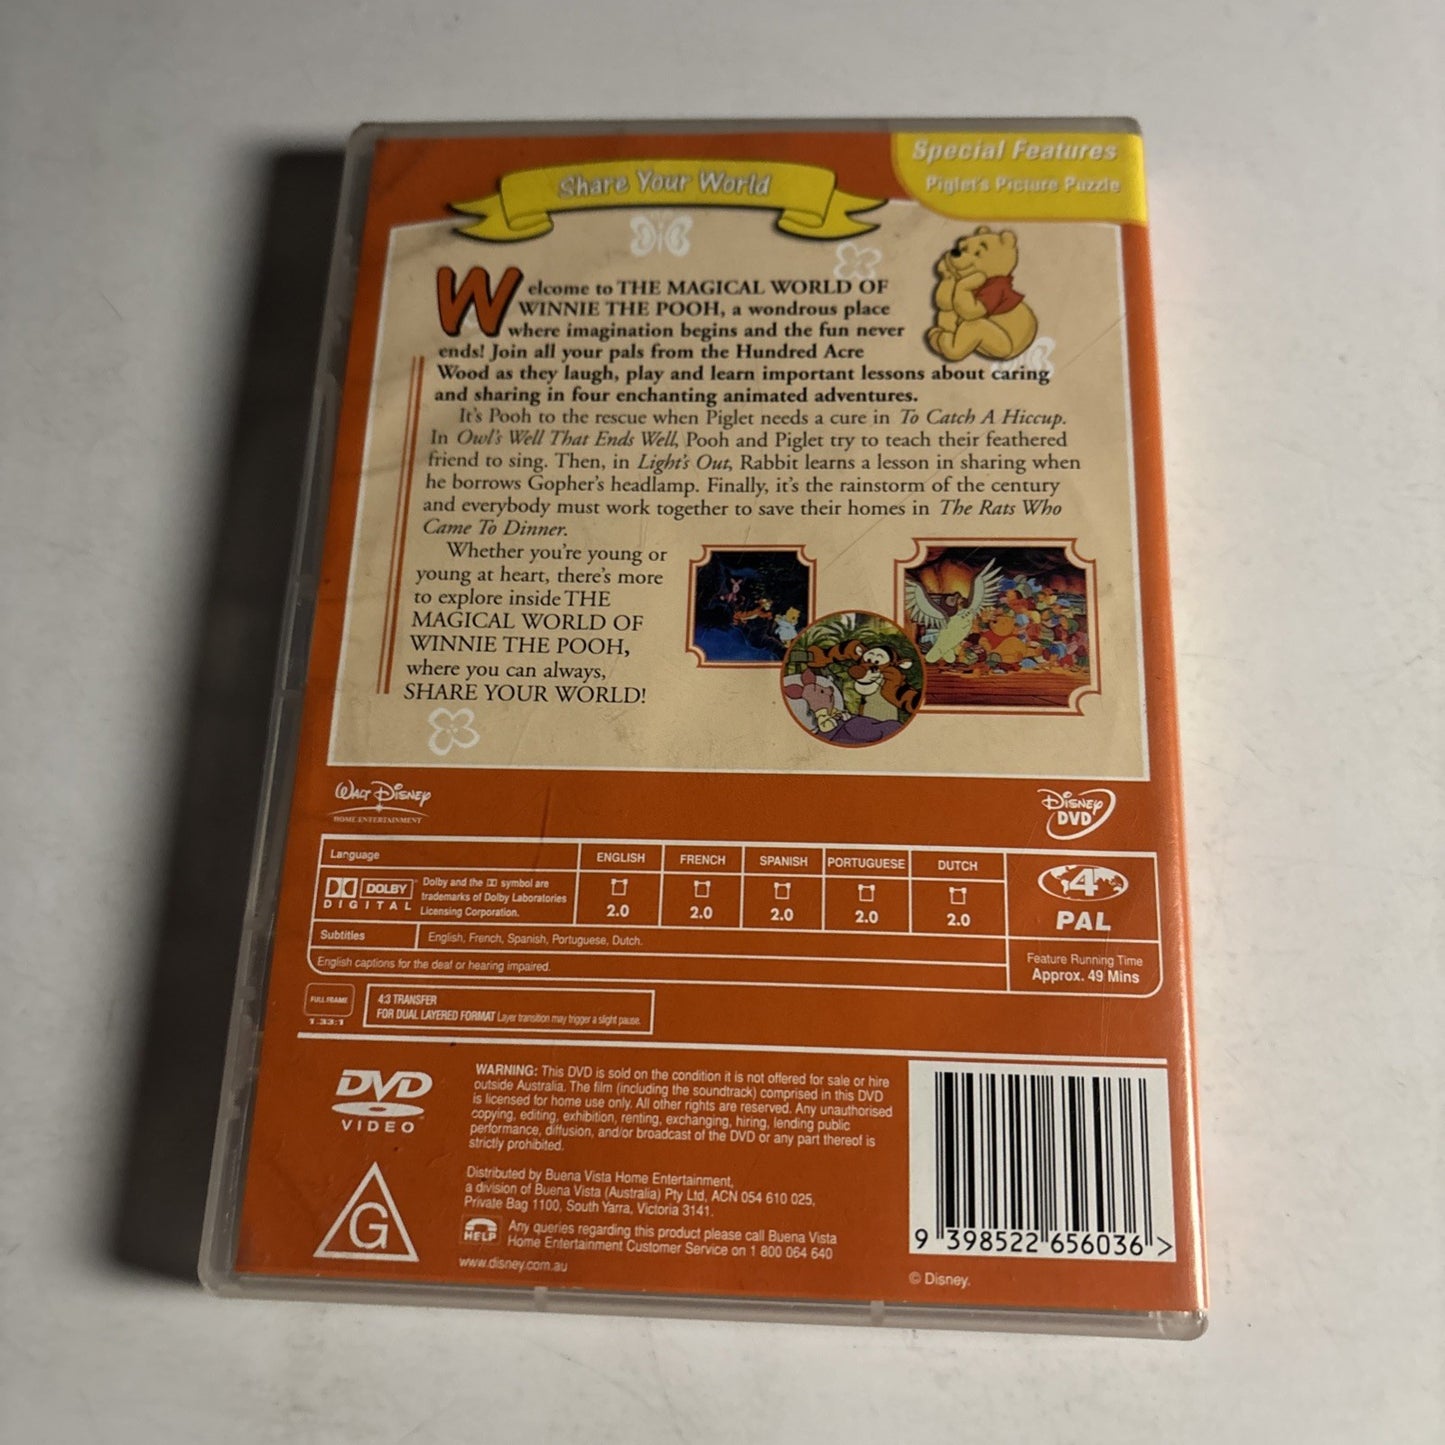 Special Features
Piglet's Picture Puzzle
Share Your World
Welcome to THE MAGICAL WORLD OF
WINNIE THE POOH, a wondrous place
where imagination begins and the fun never
ends! Join all your pals from the Hundred Acre
Wood as they laugh, play and learn important lessons about caring
and sharing in four enchanting animated adventures.
It's Pooh to the rescue when Piglet needs a cure in To Catch A Hiccup.
In Owl's Well That Ends Well, Pooh and Piglet try to teach their feathered
friend to sing. Then, in Light's Out, Rabbit learns a lesson in sharing when
he borrows Gopher's headlamp. Finally, it's the rainstorm of the century
and everybody must work together to save their homes in The Rats Who
Came To Dinner.
Whether you're young or
young at heart, there's more
to explore inside THE
MAGICAL WORLD OF
WINNIE THE POOH,
where you can always,
SHARE YOUR WORLD!
WALT DISNEY
HOME ENTERTAINMENT
DISNEY
DVD
Language
ENGLISH FRENCH SPANISH PORTUGUESE DUTCH
DOLBY
DIGITAL
Dolby and the DD symbol are
trademarks of Dolby Laboratories
Licensing Corporation.
2.0 2.0 2.0 2.0 2.0
4
PAL
Subtitles
English, French, Spanish, Portuguese, Dutch.
English captions for the deaf or hearing impaired.
Feature Running Time
Approx. 49 Mins
FULL FRAME
1.33:1
4:3 TRANSFER
FOR DUAL LAYERED FORMAT Layer transition may trigger a slight pause.
DVD
VIDEO
WARNING: This DVD is sold on the condition it is not offered for sale or hire
outside Australia. The film (including the soundtrack) comprised in this DVD
is licensed for home use only. All other rights are reserved. Any unauthorised
copying, editing, exhibition, renting, exchanging, hiring, lending public
performance, diffusion, and/or broadcast of the DVD or any part thereof is
strictly prohibited.
Distributed by Buena Vista Home Entertainment,
a division of Buena Vista (Australia) Pty Ltd, ACN 054 610 025,
Private Bag 1100, South Yarra, Victoria 3141.
HELP
Any queries regarding this product please call Buena Vista
Home Entertainment Customer Service on 1 800 064 640
www.disney.com.au
G
9 398522 656036 >
© Disney.